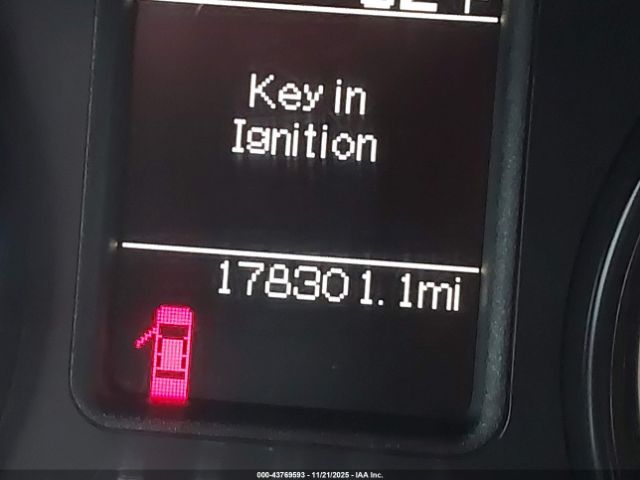 Key in
Ignition
178301.1mi
000-43769593 - 11/21/2025 - IAA Inc.